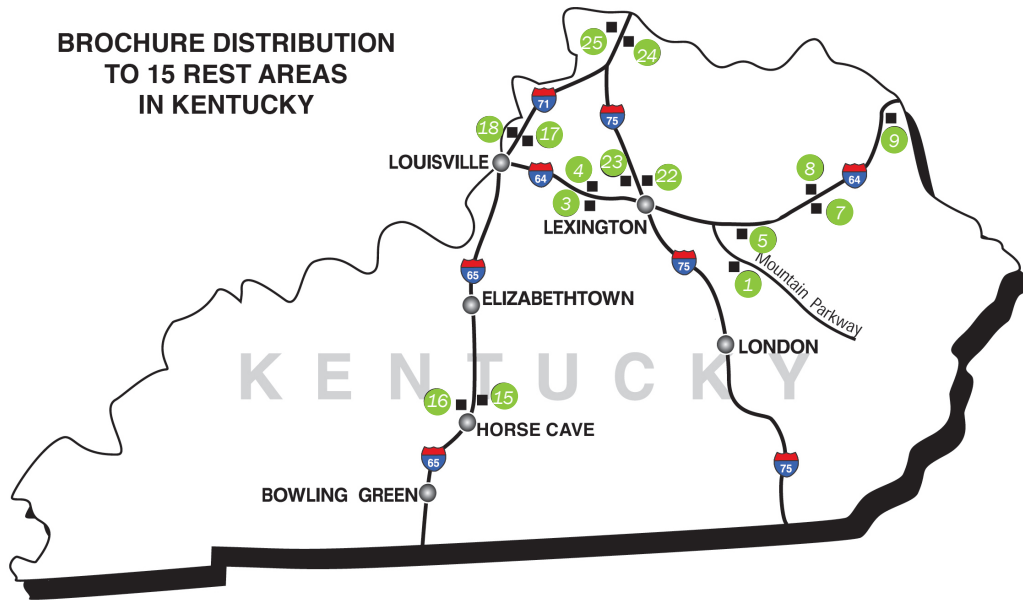 BROCHURE DISTRIBUTION
TO 15 REST AREAS
IN KENTUCKY
25
24
71
75
18
17
9
LOUISVILLE
64
4
23
22
8
64
3
7
LEXINGTON
5
65
75
1
Mountain Parkway
ELIZABETHTOWN
LONDON
KENTUCKY
16
15
HORSE CAVE
65
75
BOWLING GREEN